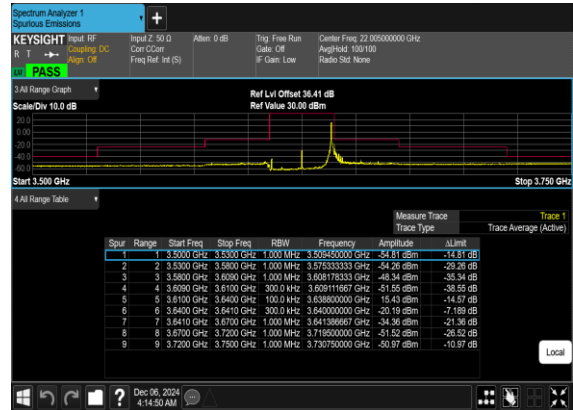 Spectrum Analyzer 1
Spurious Emissions
KEYSIGHT Input: RF Input Z: 50 Ω Atten: 0 dB Trig: Free Run Center Freq: 22.005000000 GHz
R T Coupling: DC Corr CCorr Gate: Off Avg|Hold: 100/100
Align: Off Freq Ref: Int (S) IF Gain: Low Radio Std: None
LXI PASS
3 All Range Graph Ref Lvl Offset 36.41 dB
Scale/Div 10.0 dB Ref Value 30.00 dBm
20.0
0.00
-20.0
-40.0
-60.0
Start 3.500 GHz Stop 3.750 GHz
4 All Range Table
Measure Trace Trace 1
Trace Type Trace Average (Active)
Spur Range Start Freq Stop Freq RBW Frequency Amplitude ΔLimit
1 1 3.5000 GHz 3.5300 GHz 1.000 MHz 3.509450000 GHz -54.81 dBm -14.81 dB
2 2 3.5300 GHz 3.5800 GHz 1.000 MHz 3.575333333 GHz -54.26 dBm -29.26 dB
3 3 3.5800 GHz 3.6090 GHz 1.000 MHz 3.608178333 GHz -48.34 dBm -35.34 dB
4 4 3.6090 GHz 3.6100 GHz 300.0 kHz 3.609111667 GHz -51.55 dBm -38.55 dB
5 5 3.6100 GHz 3.6400 GHz 100.0 kHz 3.638800000 GHz 15.43 dBm -14.57 dB
6 6 3.6400 GHz 3.6410 GHz 300.0 kHz 3.640000000 GHz -20.19 dBm -7.189 dB
7 7 3.6410 GHz 3.6700 GHz 1.000 MHz 3.641386667 GHz -34.36 dBm -21.36 dB
8 8 3.6700 GHz 3.7200 GHz 1.000 MHz 3.719500000 GHz -51.52 dBm -26.52 dB
9 9 3.7200 GHz 3.7500 GHz 1.000 MHz 3.730750000 GHz -50.97 dBm -10.97 dB
Local
Dec 06, 2024
4:14:50 AM